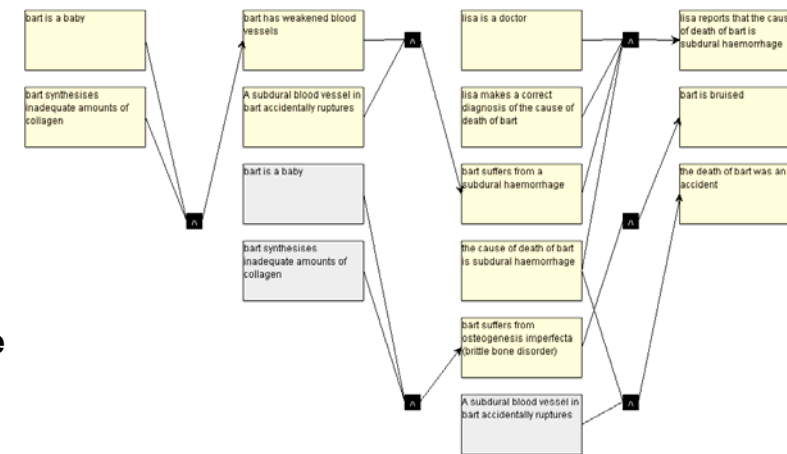 bart is a baby
bart synthesises
inadequate amounts of
collagen
bart has weakened blood
vessels
A subdural blood vessel in
bart accidentally ruptures
bart is a baby
bart synthesises
inadequate amounts of
collagen
lisa is a doctor
lisa makes a correct
diagnosis of the cause of
death of bart
bart suffers from a
subdural haemorrhage
the cause of death of bart
is subdural haemorrhage
bart suffers from
osteogenesis imperfecta
(brittle bone disorder)
A subdural blood vessel in
bart accidentally ruptures
lisa reports that the caus
of death of bart is
subdural haemorrhage
bart is bruised
the death of bart was an
accident
e
∧
∧
∧
∧
∧
∧